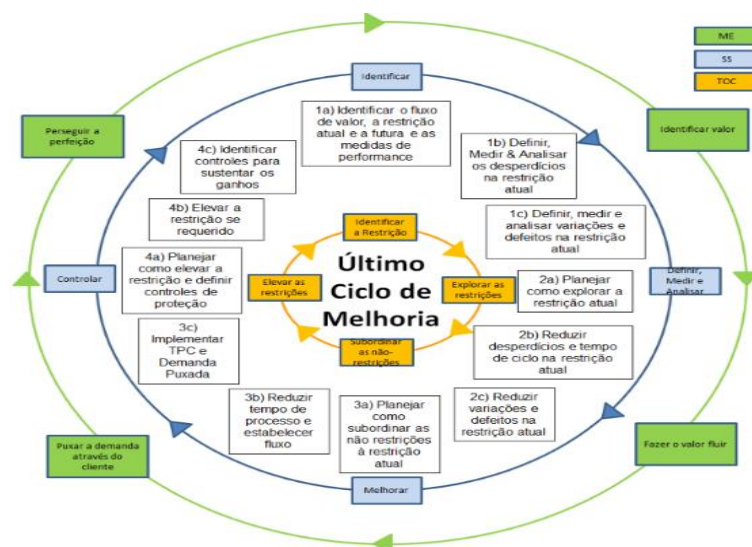 ME
SS
TOC
Identificar
Perseguir a
perfeição
Identificar valor
1a) Identificar o fluxo
de valor, a restrição
atual e a futura e as
medidas de
performance
4c) Identificar
controles para
sustentar os
ganhos
1b) Definir,
Medir & Analisar
os desperdícios
na restrição
atual
4b) Elevar a
restrição se
requerido
1c) Definir, medir e
analisar variações e
defeitos na restrição
atual
Identificar
a Restrição
Último
Ciclo de
Melhoria
Controlar
4a) Planejar
como elevar a
restrição e definir
controles de
proteção
Elevar as
restrições
Explorar as
restrições
2a) Planejar
como explorar a
restrição atual
Definir,
Medir e
Analisar
3c)
Implementar
TPC e
Demanda
Puxada
Subordinar
as não-
restrições
2b) Reduzir
desperdícios e tempo
de ciclo na restrição
atual
3b) Reduzir
tempo de
processo e
estabelecer
fluxo
3a) Planejar
como
subordinar as
não restrições
à restrição
atual
2c) Reduzir
variações e
defeitos na
restrição atual
Puxar a demanda
através do
cliente
Fazer o valor fluir
Melhorar